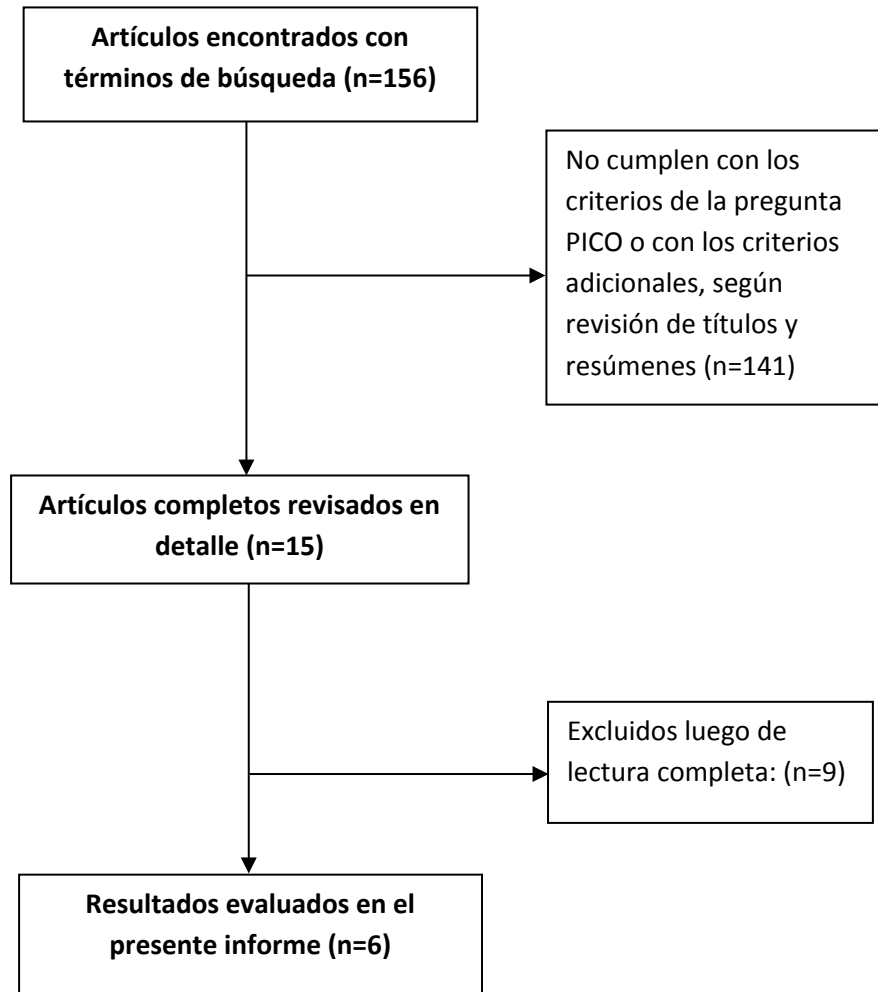 Artículos encontrados con
términos de búsqueda (n=156)
No cumplen con los
criterios de la pregunta
PICO o con los criterios
adicionales, según
revisión de títulos y
resúmenes (n=141)
Artículos completos revisados en
detalle (n=15)
Excluidos luego de
lectura completa: (n=9)
Resultados evaluados en el
presente informe (n=6)